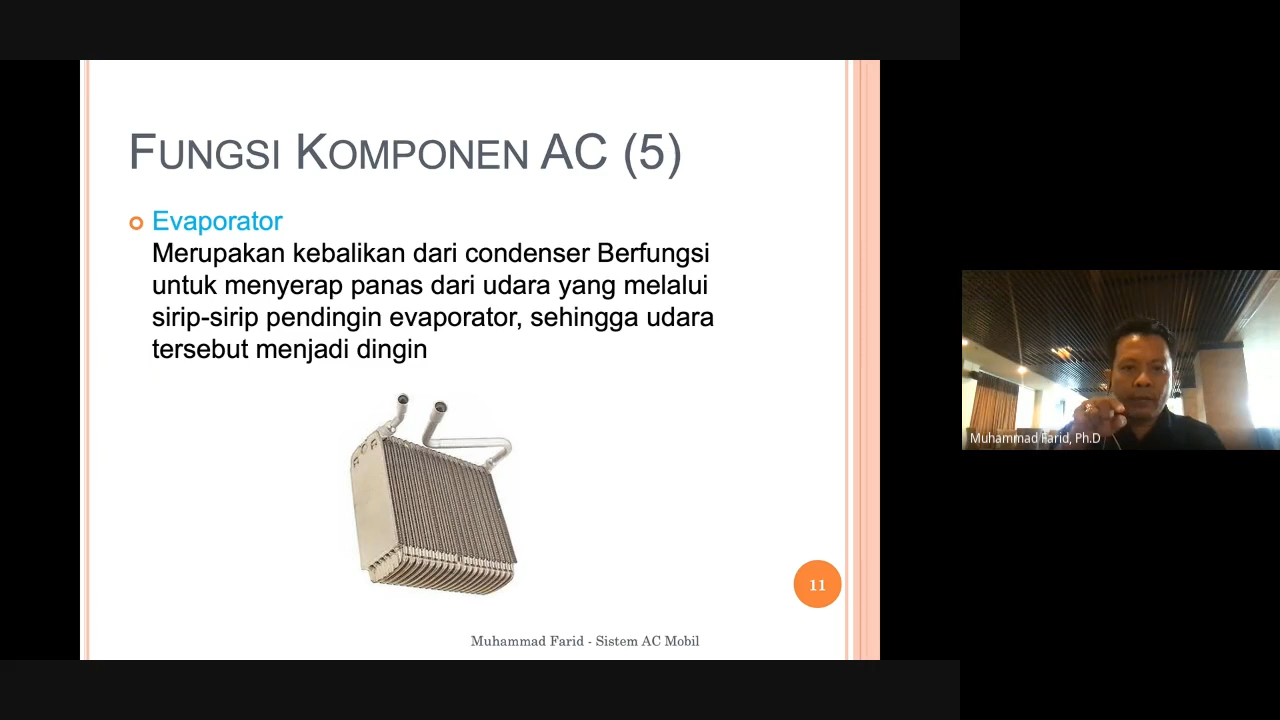 FUNGSI KOMPONEN AC (5)
Evaporator
Merupakan kebalikan dari condenser Berfungsi
untuk menyerap panas dari udara yang melalui
sirip-sirip pendingin evaporator, sehingga udara
tersebut menjadi dingin
11
Muhammad Farid - Sistem AC Mobil
Muhammad Farid, Ph.D